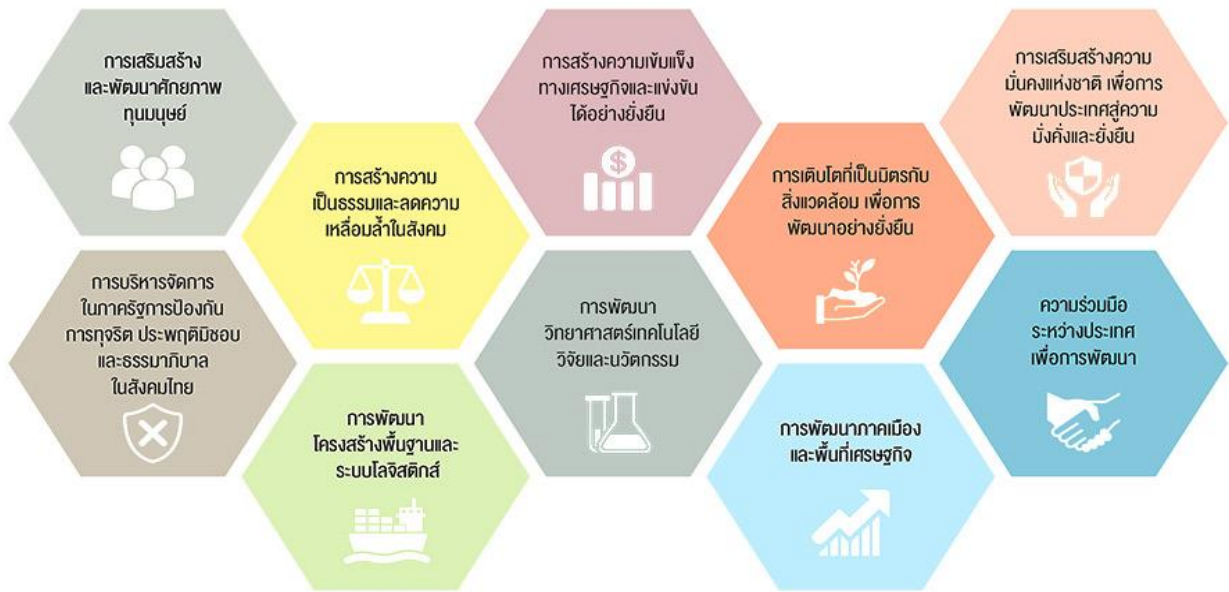 การเสริมสร้าง
และพัฒนาศักยภาพ
ทุนมนุษย์
การสร้างความ
เป็นธรรมและลดความ
เหลื่อมล้ำในสังคม
การสร้างความเข้มแข็ง
ทางเศรษฐกิจและแข่งขัน
ได้อย่างยั่งยืน
การเติบโตที่เป็นมิตรกับ
สิ่งแวดล้อม เพื่อการ
พัฒนาอย่างยั่งยืน
การเสริมสร้างความ
มั่นคงแห่งชาติ เพื่อการ
พัฒนาประเทศสู่ความ
มั่งคั่งและยั่งยืน
การบริหารจัดการ
ในภาครัฐการป้องกัน
การทุจริต ประพฤติมิชอบ
และธรรมาภิบาล
ในสังคมไทย
การพัฒนา
โครงสร้างพื้นฐานและ
ระบบโลจิสติกส์
การพัฒนา
วิทยาศาสตร์เทคโนโลยี
วิจัยและนวัตกรรม
การพัฒนาภาคเมือง
และพื้นที่เศรษฐกิจ
ความร่วมมือ
ระหว่างประเทศ
เพื่อการพัฒนา
$